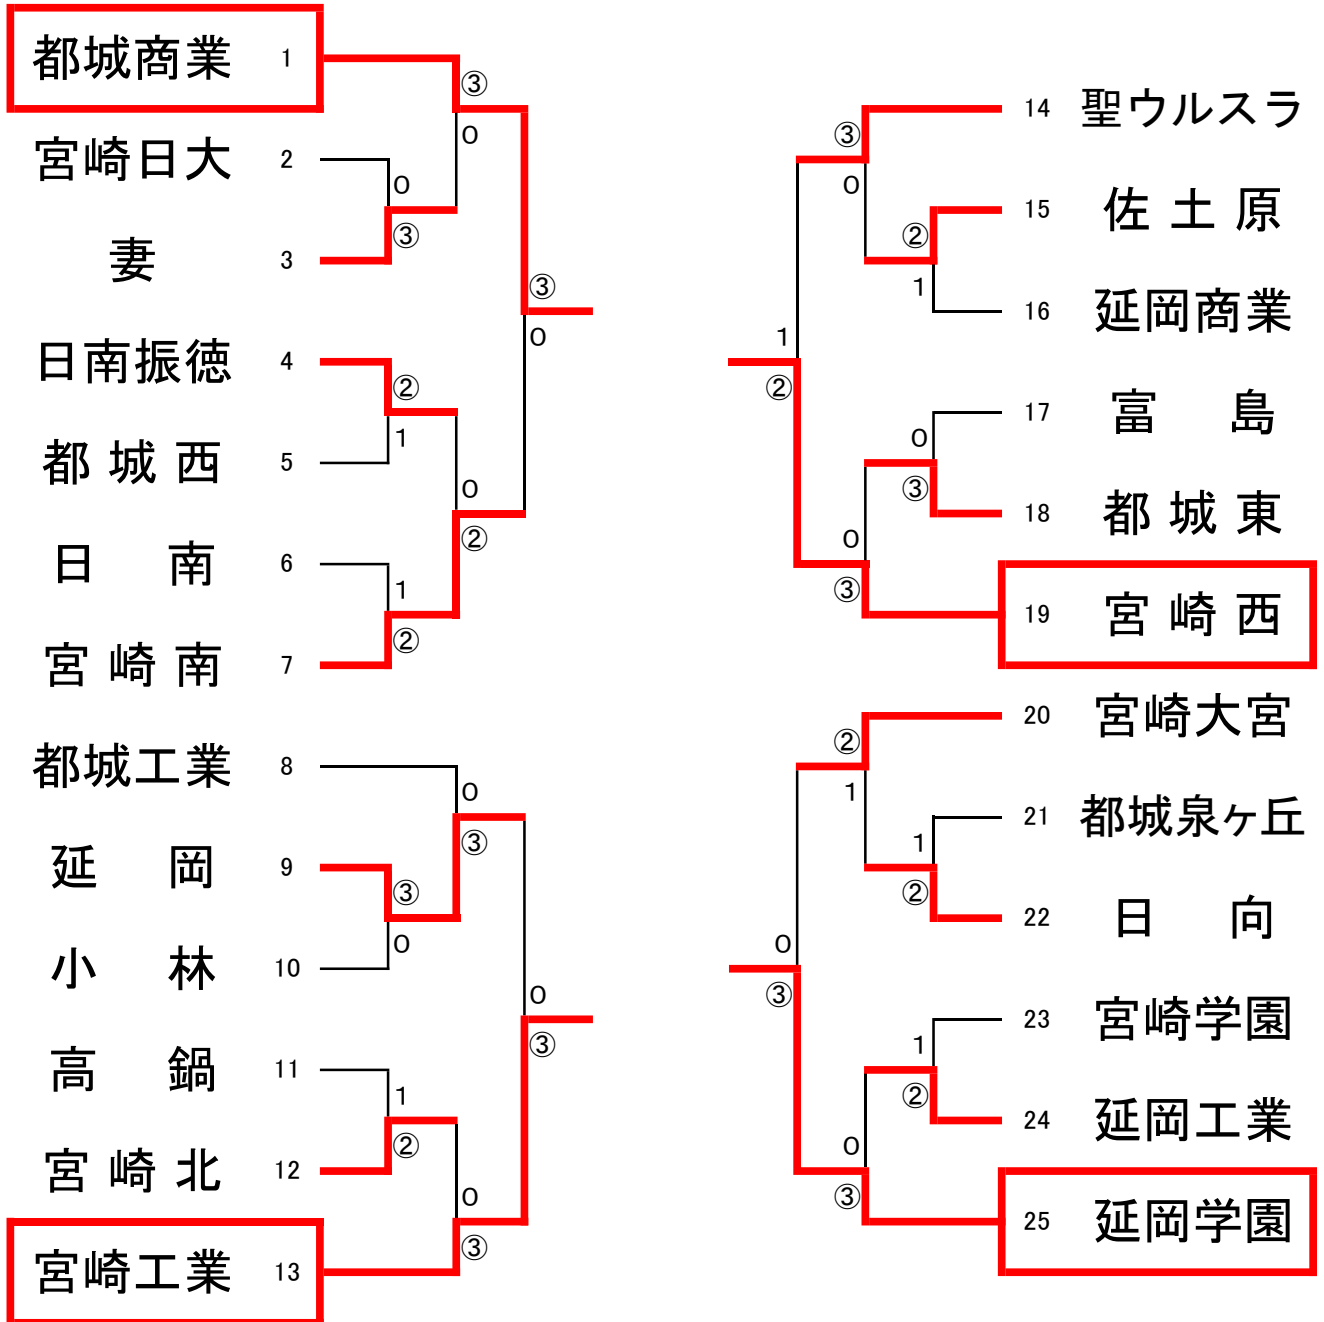 都城商業 1
③
0
宮崎日大 2
0
妻 3
③
③
0
日南振徳 4
②
都城西 5
1
0
②
日南 6
1
宮崎南 7
②
都城工業 8
0
③
延岡 9
③
小林 10
0
0
③
高鍋 11
1
宮崎北 12
②
0
③
宮崎工業 13
14 聖ウルスラ
③
0
15 佐土原
②
16 延岡商業
1
1
②
17 富島
0
18 都城東
③
0
③
19 宮崎西
20 宮崎大宮
②
1
21 都城泉ヶ丘
1
22 日向
②
0
③
23 宮崎学園
1
24 延岡工業
②
0
③
25 延岡学園